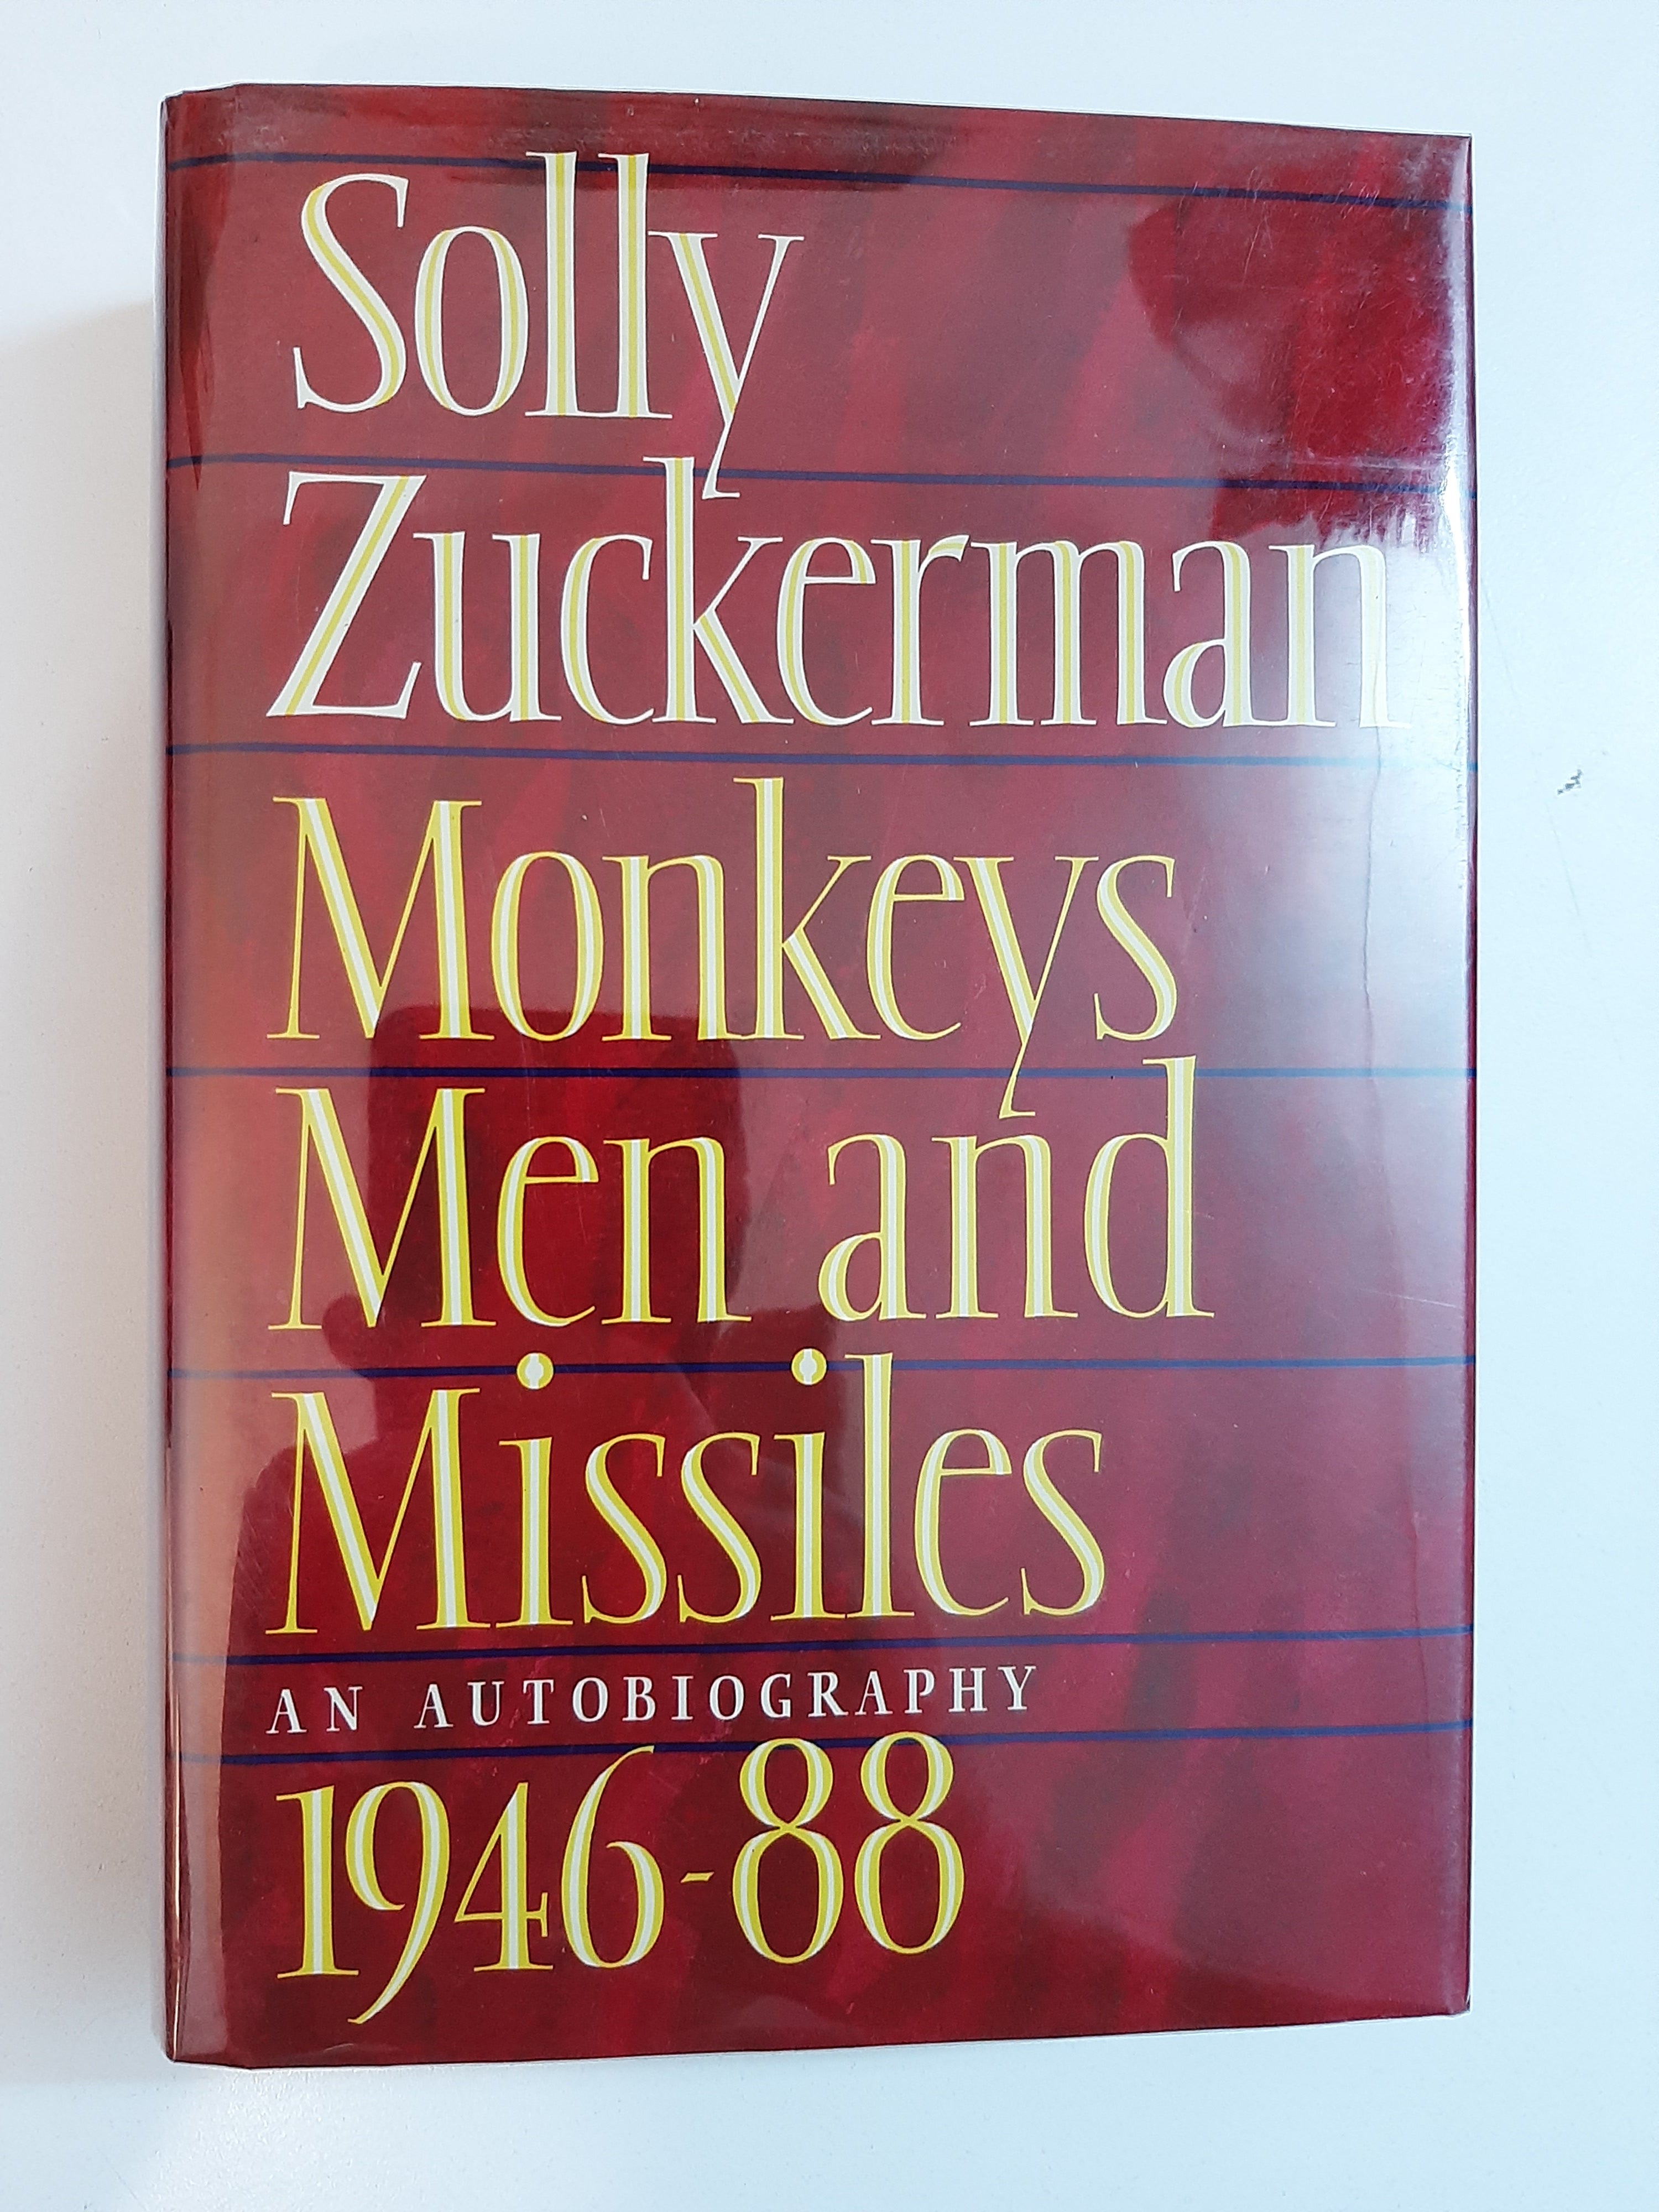 Solly
Zuckerman
Monkeys
Men and
Missiles
AN AUTOBIOGRAPHY
1946-88